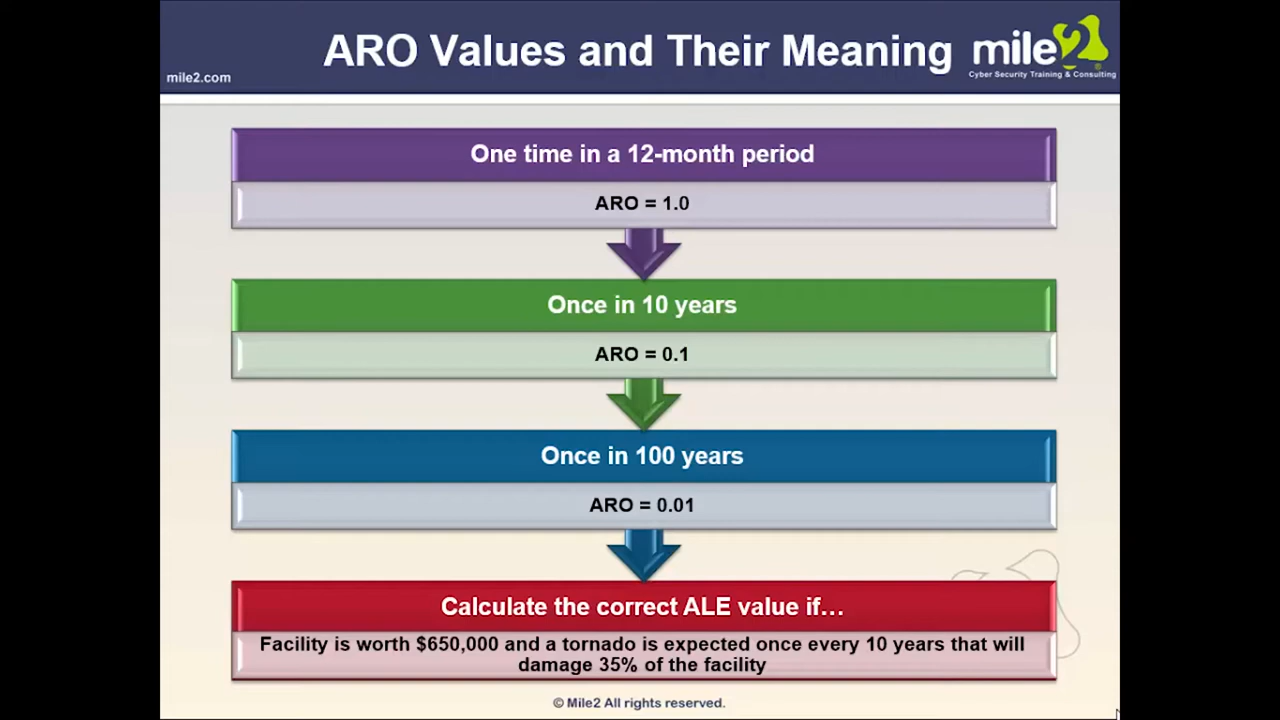 ARO Values and Their Meaning
mile2
Cyber Security Training & Consulting
mile2.com
One time in a 12-month period
ARO = 1.0
Once in 10 years
ARO = 0.1
Once in 100 years
ARO = 0.01
Calculate the correct ALE value if…
Facility is worth $650,000 and a tornado is expected once every 10 years that will
damage 35% of the facility
© Mile2 All rights reserved.